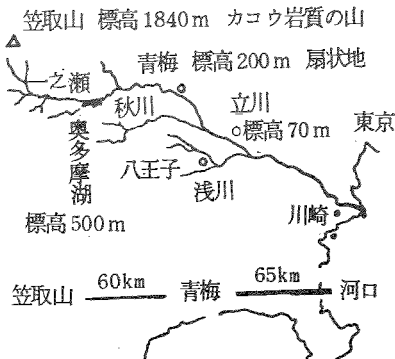 笠取山 標高1840m カコウ岩質の山
青梅 標高200m 扇状地
一之瀬
秋川
立川
標高70m
東京
奥多摩湖
八王子
浅川
川崎
標高500m
60km
65km
笠取山
青梅
河口